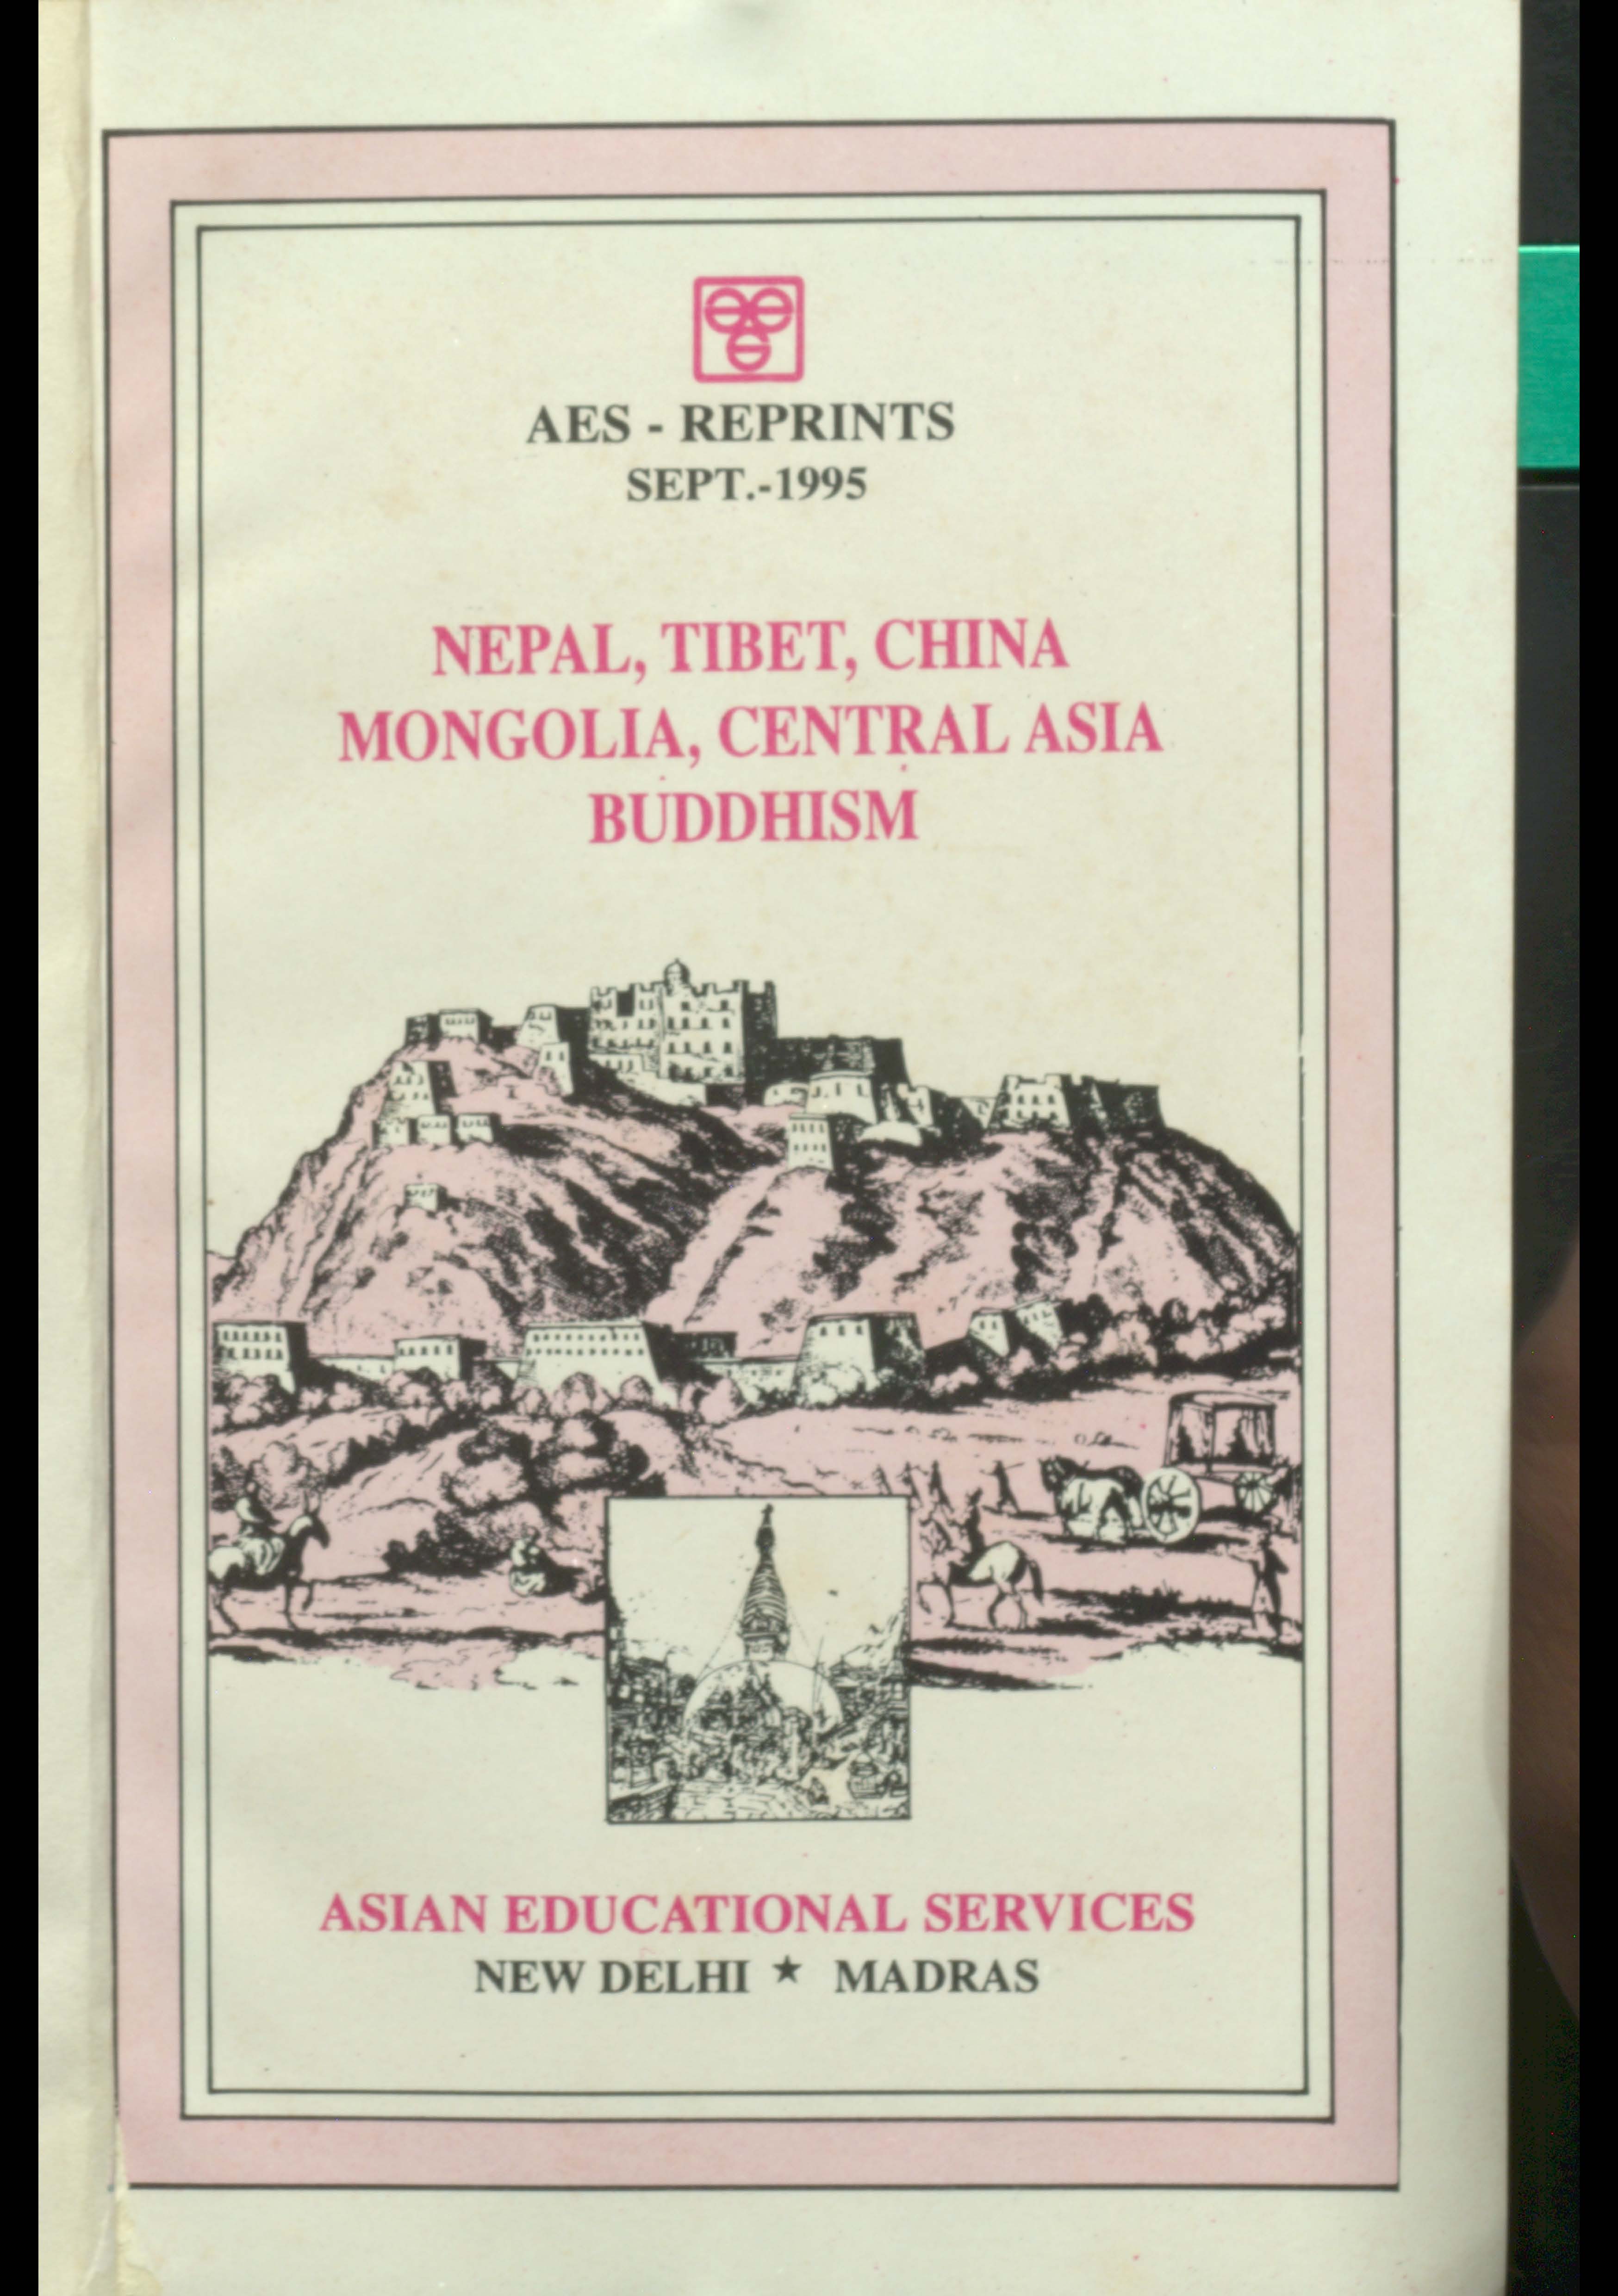 AES - REPRINTS
SEPT.-1995
NEPAL, TIBET, CHINA
MONGOLIA, CENTRAL ASIA
BUDDHISM
ASIAN EDUCATIONAL SERVICES
NEW DELHI ★ MADRAS